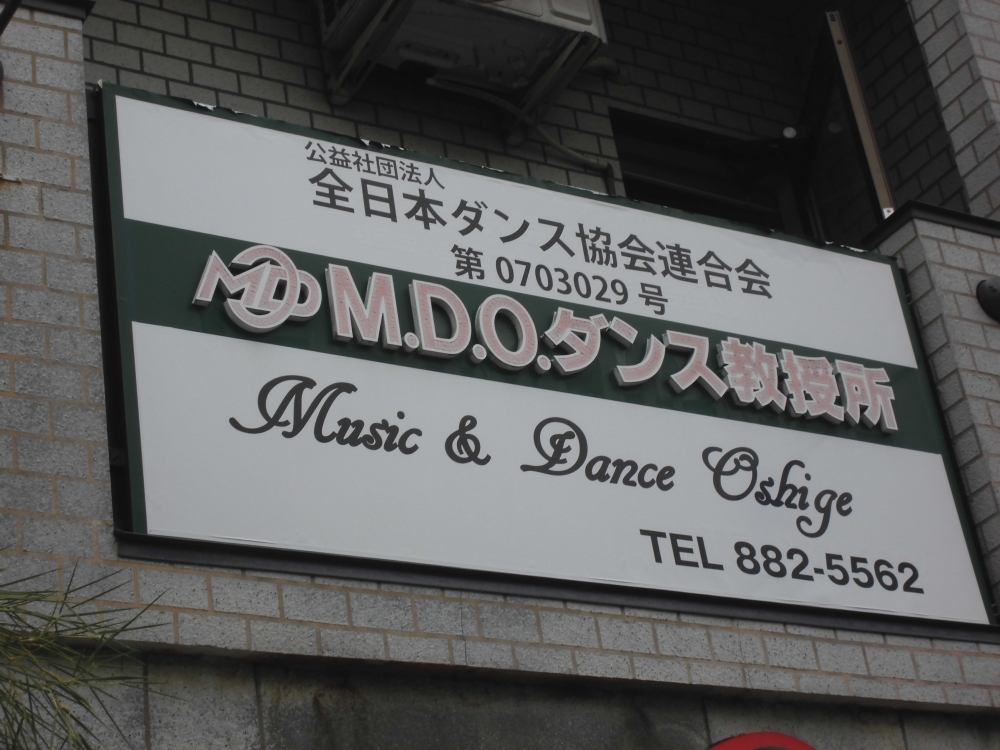 公益社団法人
全日本ダンス協会連合会
第 0703029 号
MDO M.D.O.ダンス教授所
Music & Dance Oshige
TEL 882-5562